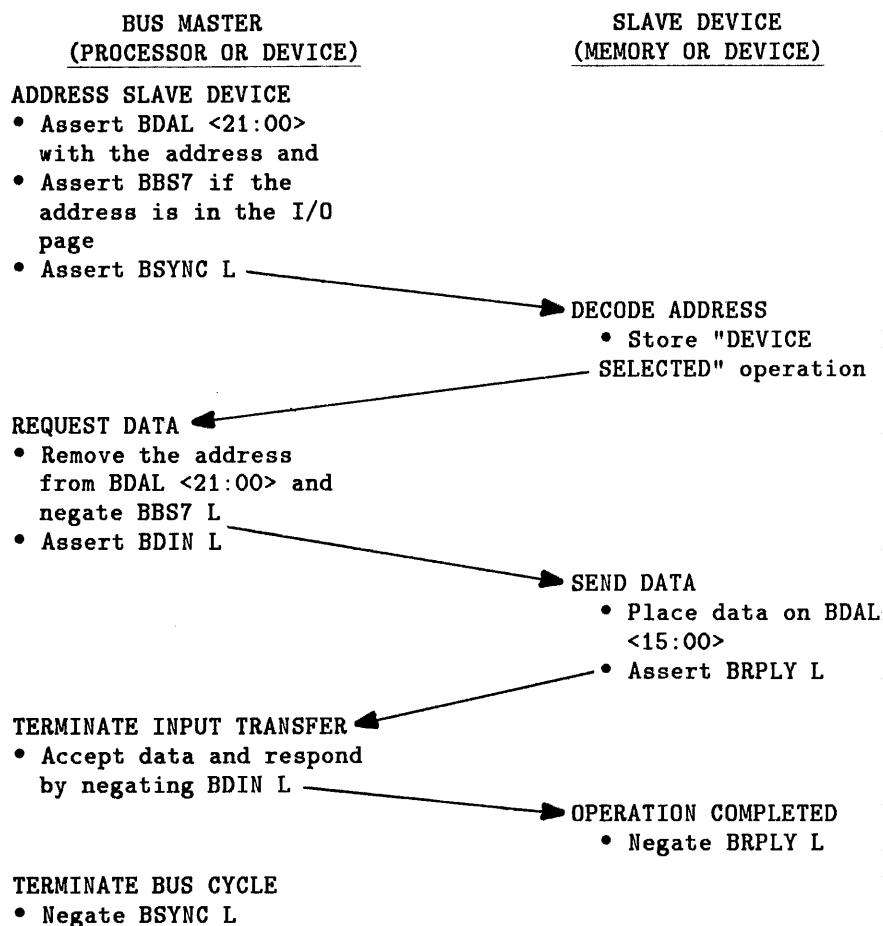 BUS MASTER
(PROCESSOR OR DEVICE)
SLAVE DEVICE
(MEMORY OR DEVICE)
ADDRESS SLAVE DEVICE
• Assert BDAL <21:00>
with the address and
• Assert BBS7 if the
address is in the I/O
page
• Assert BSYNC L
DECODE ADDRESS
• Store "DEVICE
SELECTED" operation
REQUEST DATA
• Remove the address
from BDAL <21:00> and
negate BBS7 L
• Assert BDIN L
SEND DATA
• Place data on BDAL
<15:00>
• Assert BRPLY L
TERMINATE INPUT TRANSFER
• Accept data and respond
by negating BDIN L
OPERATION COMPLETED
• Negate BRPLY L
TERMINATE BUS CYCLE
• Negate BSYNC L